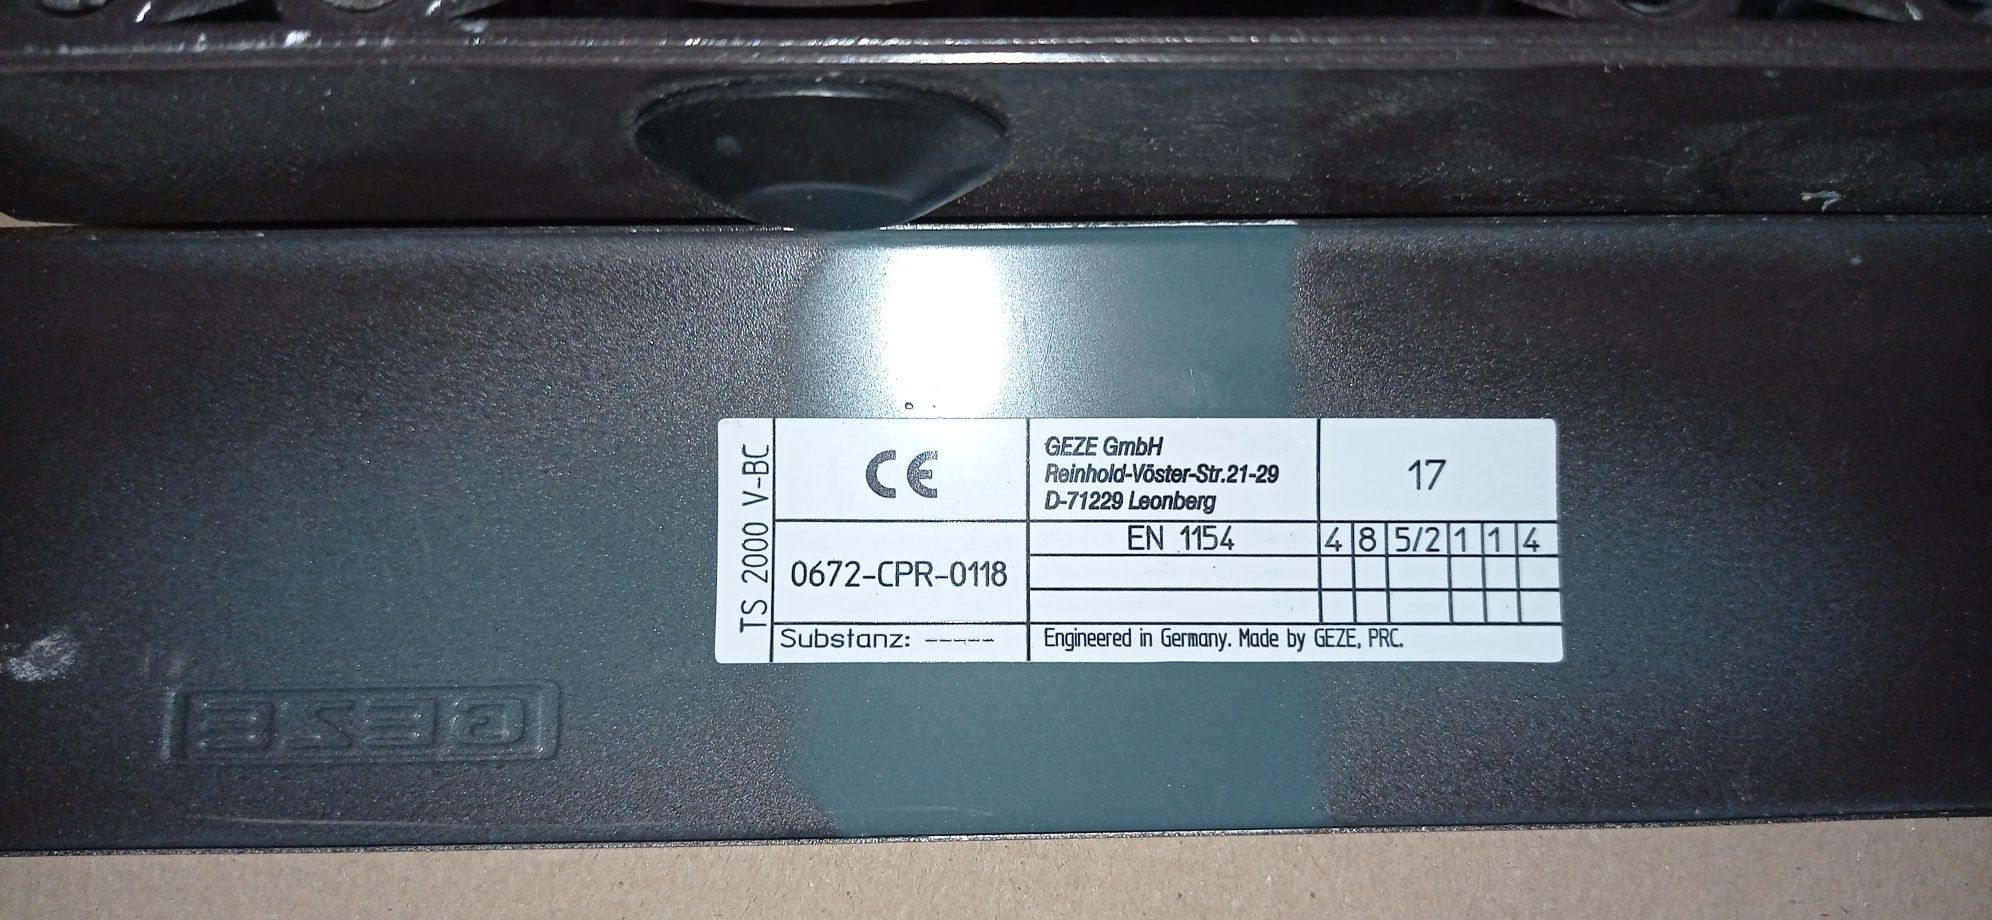 TS 2000 V-BC
CE
GEZE GmbH
Reinhold-Vöster-Str.21-29
D-71229 Leonberg
17
0672-CPR-0118
EN 1154 4 8 5/2 1 1 4
Substanz: -----
Engineered in Germany. Made by GEZE, PRC.
GEZE